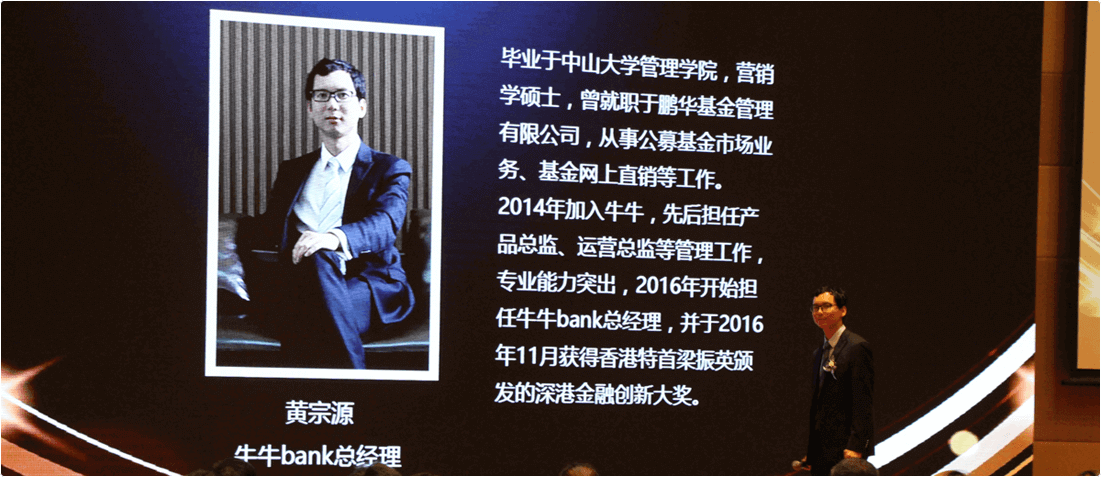 毕业于中山大学管理学院，营销
学硕士，曾就职于鹏华基金管理
有限公司，从事公募基金市场业
务、基金网上直销等工作。
2014年加入牛牛，先后担任产
品总监、运营总监等管理工作，
专业能力突出，2016年开始担
任牛牛bank总经理，并于2016
年11月获得香港特首梁振英颁
发的深港金融创新大奖。
黄宗源
牛牛bank总经理